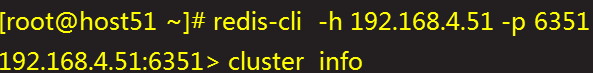 [root@host51 ~]# redis-cli  -h 192.168.4.51 -p 6351
192.168.4.51:6351> cluster  info